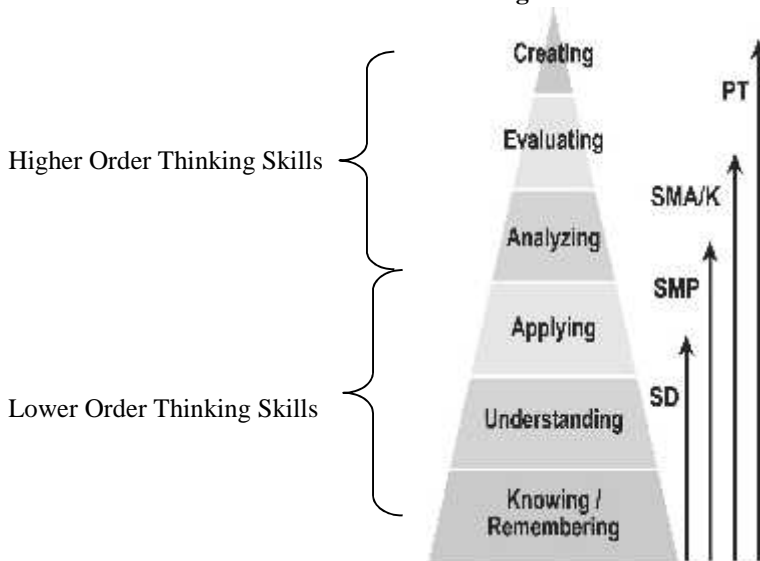 Creating
PT
Evaluating
Higher Order Thinking Skills
SMA/K
Analyzing
SMP
Applying
SD
Lower Order Thinking Skills
Understanding
Knowing /
Remembering